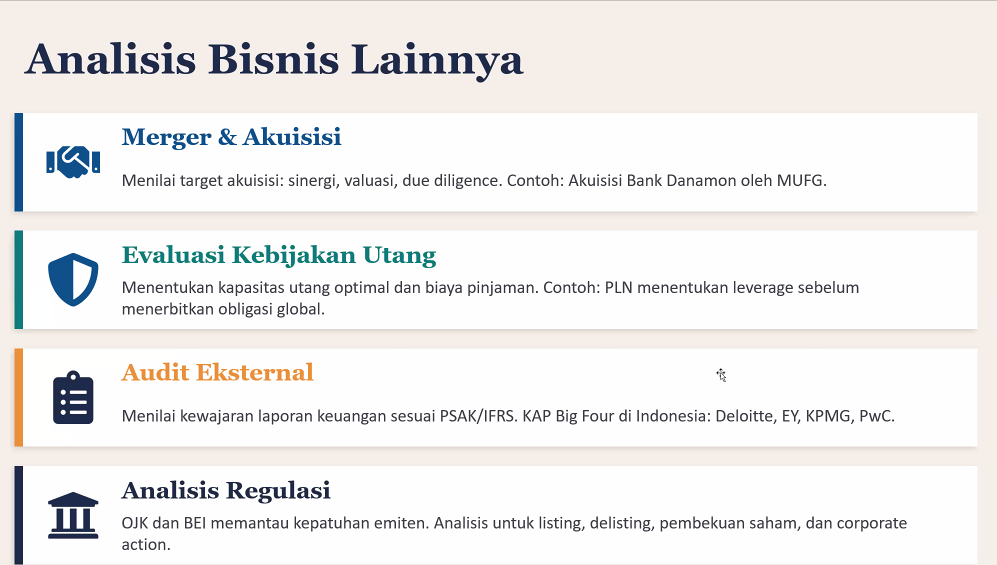 Analisis Bisnis Lainnya
Merger & Akuisisi
Menilai target akuisisi: sinergi, valuasi, due diligence. Contoh: Akuisisi Bank Danamon oleh MUFG.
Evaluasi Kebijakan Utang
Menentukan kapasitas utang optimal dan biaya pinjaman. Contoh: PLN menentukan leverage sebelum
menerbitkan obligasi global.
Audit Eksternal
Menilai kewajaran laporan keuangan sesuai PSAK/IFRS. KAP Big Four di Indonesia: Deloitte, EY, KPMG, PwC.
Analisis Regulasi
OJK dan BEI memantau kepatuhan emiten. Analisis untuk listing, delisting, pembekuan saham, dan corporate
action.